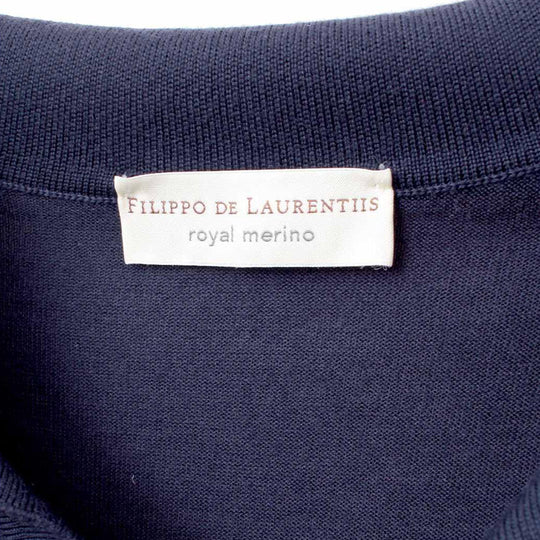 FILIPPO DE LAURENTIIS
royal merino